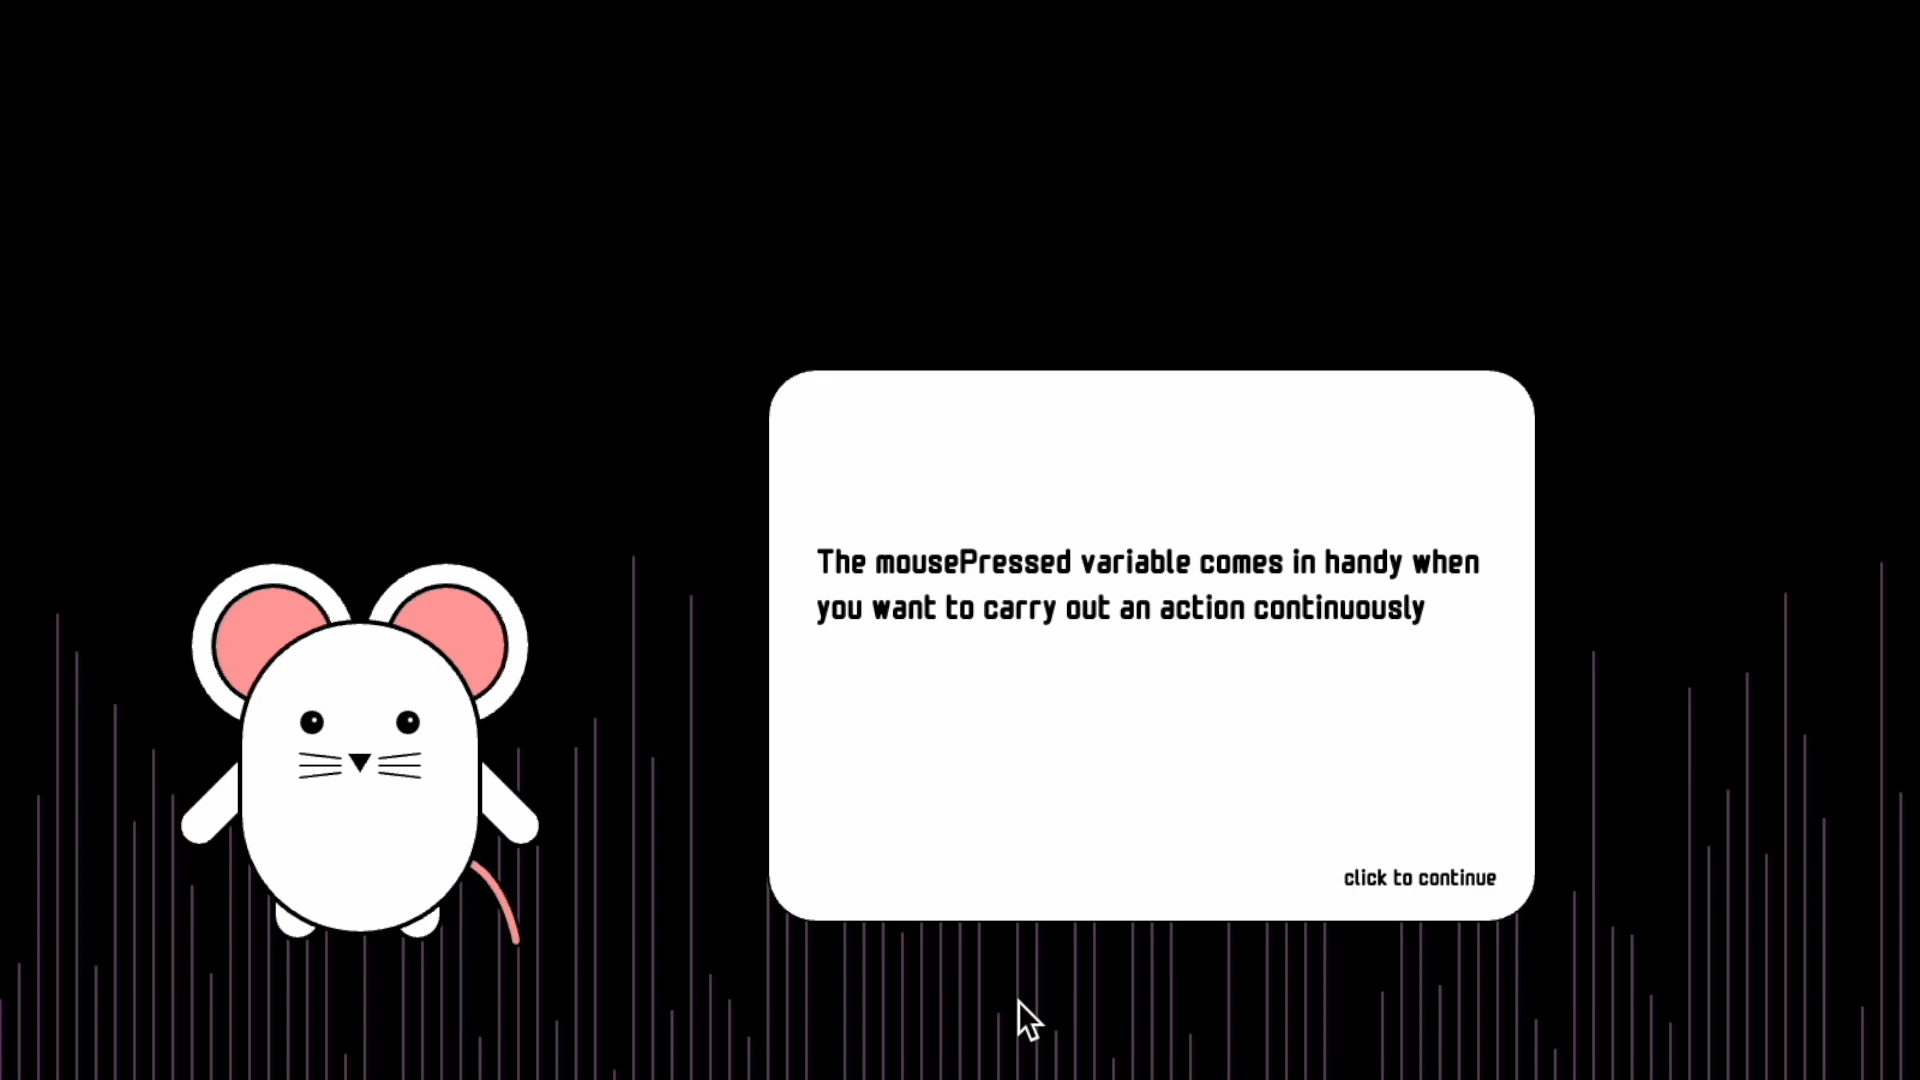 The mousePressed variable comes in handy when
you want to carry out an action continuously
click to continue